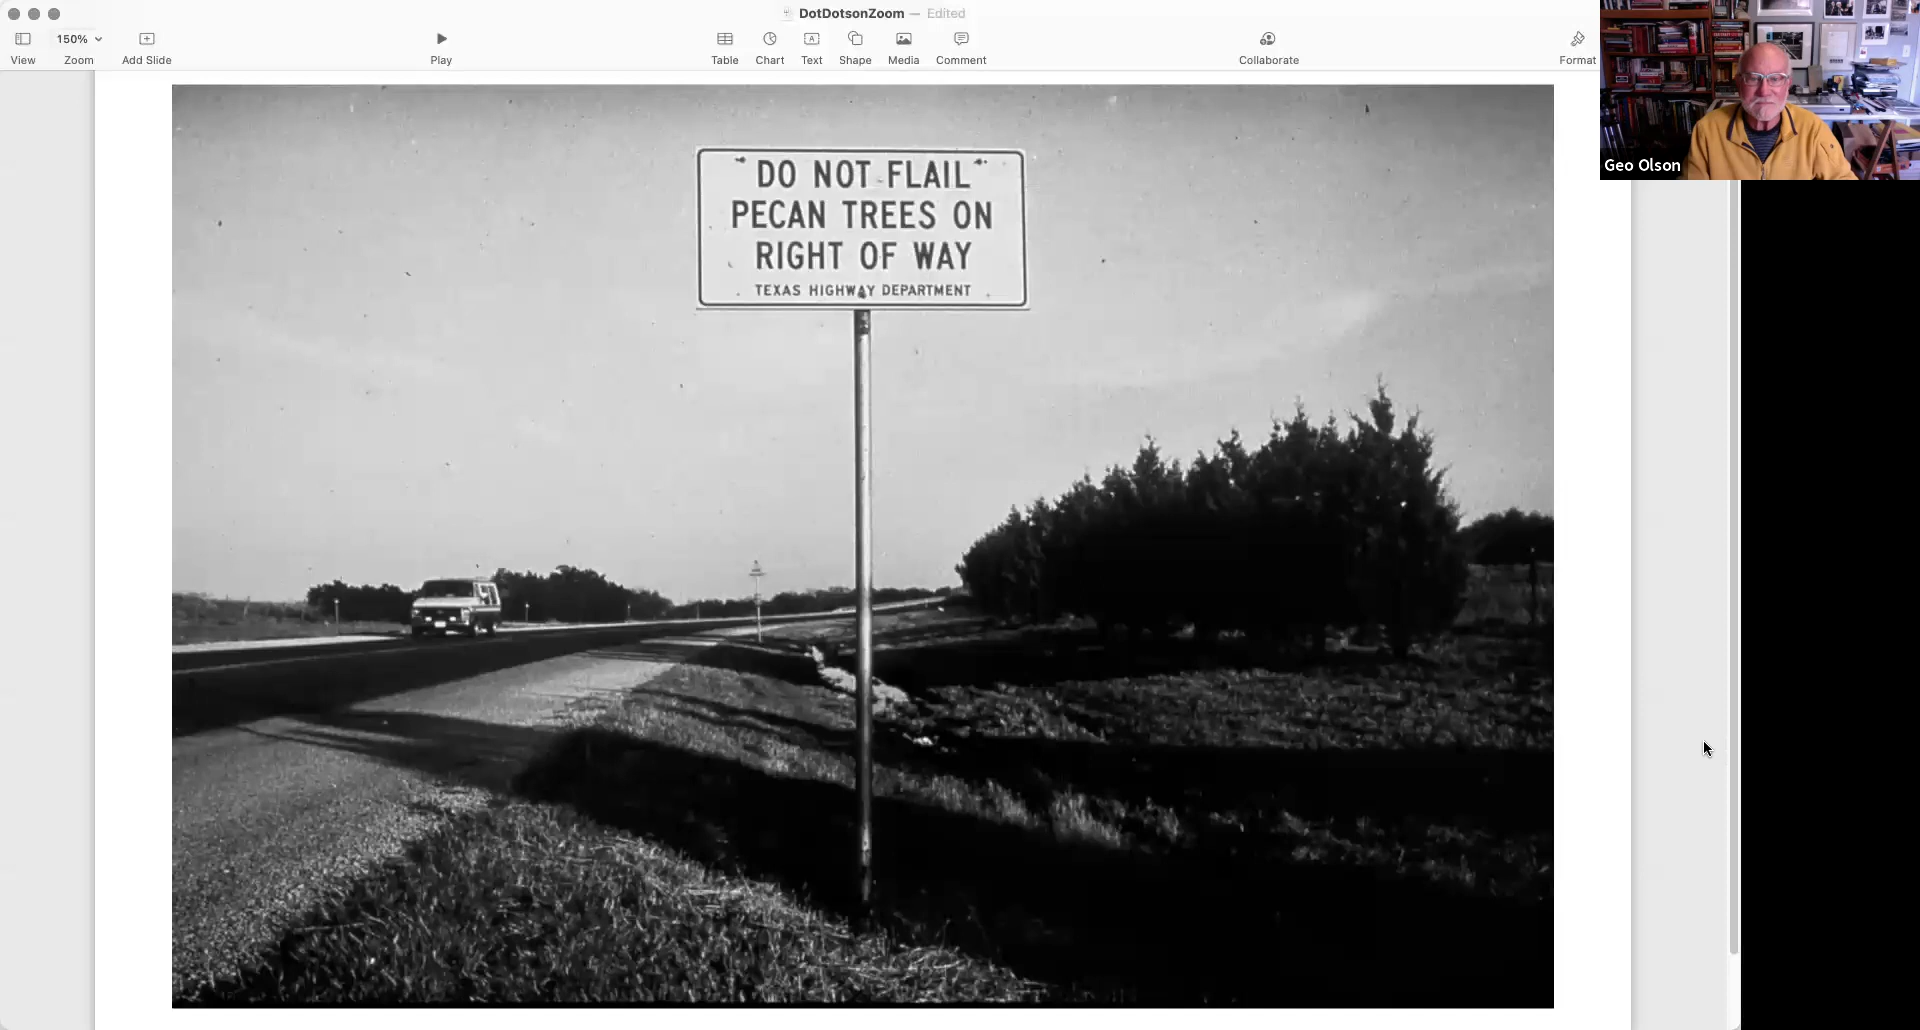 DotDotsonZoom — Edited
150%
View
Zoom
Add Slide
Play
Table
Chart
Text
Shape
Media
Comment
Collaborate
Format
Geo Olson
DO NOT FLAIL
PECAN TREES ON
RIGHT OF WAY
TEXAS HIGHWAY DEPARTMENT